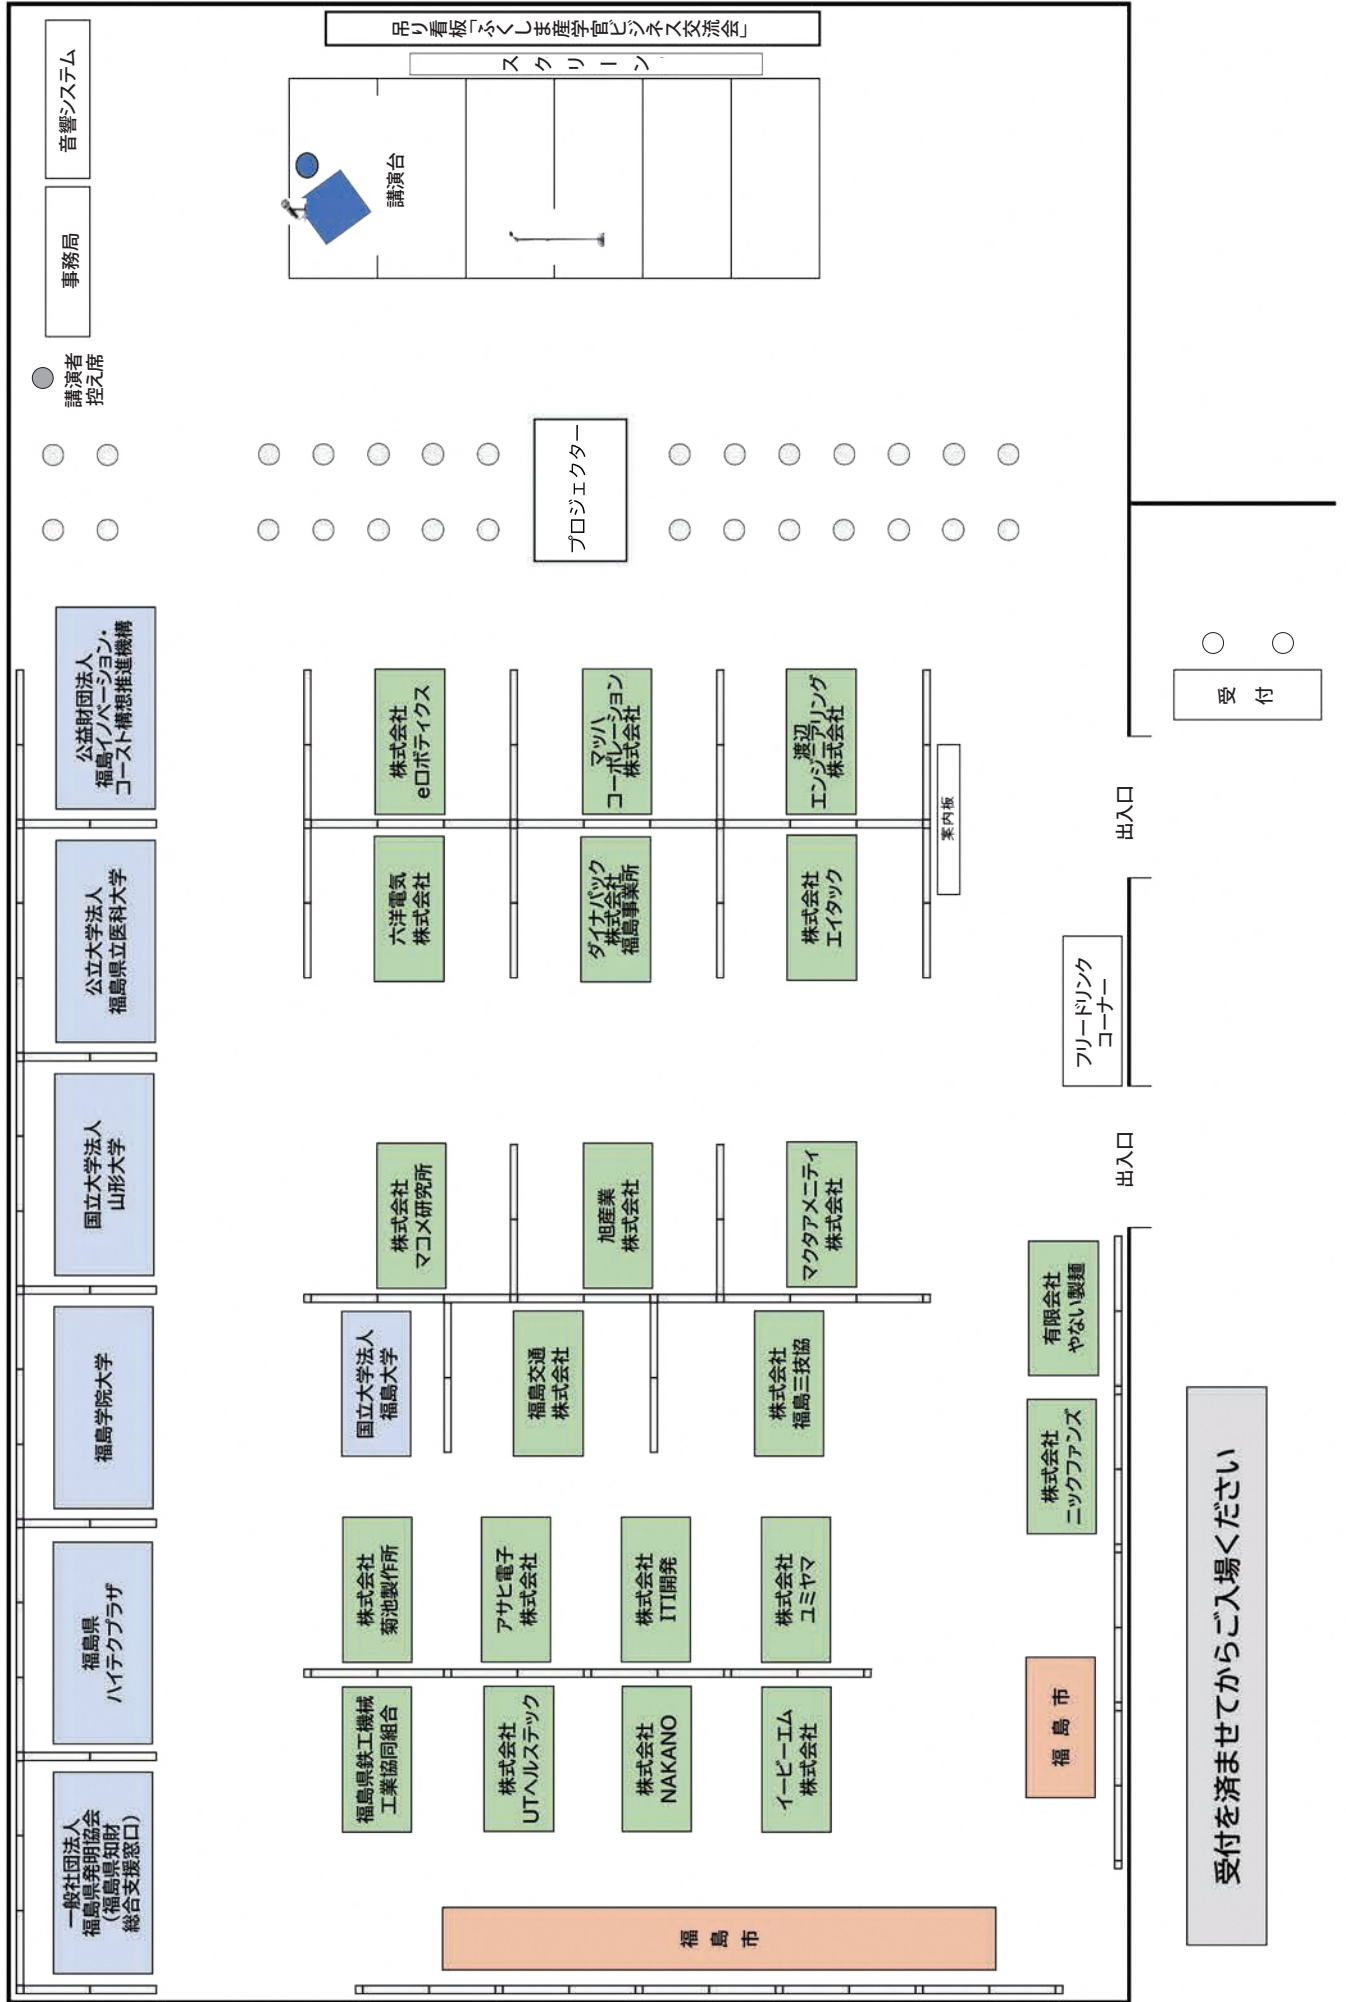 吊り看板「ふくしま産学官ビジネス交流会」
スクリーン
音響システム
事務局
講演者
控え席
講演台
プロジェクター
公益財団法人
福島イノベーション・
コースト構想推進機構
公立大学法人
福島県立医科大学
国立大学法人
山形大学
福島学院大学
福島県
ハイテクプラザ
一般社団法人
福島県発明協会
(福島県知財
総合支援窓口)
株式会社
eロボティクス
マッハ
コーポレーション
株式会社
渡辺
エンジニアリング
株式会社
六洋電気
株式会社
ダイナパック
株式会社
福島事業所
株式会社
エイタック
案内板
株式会社
マコメ研究所
旭産業
株式会社
マクタアメニティ
株式会社
国立大学法人
福島大学
福島交通
株式会社
株式会社
福島三技協
株式会社
菊池製作所
アサヒ電子
株式会社
株式会社
ITI開発
株式会社
ユミヤマ
福島県鉄工機械
工業協同組合
株式会社
UTヘルステック
株式会社
NAKANO
イービーエム
株式会社
福島市
有限会社
やない製麺
株式会社
ニックファンズ
福島市
フリードリンク
コーナー
出入口
出入口
受付
受付を済ませてからご入場ください